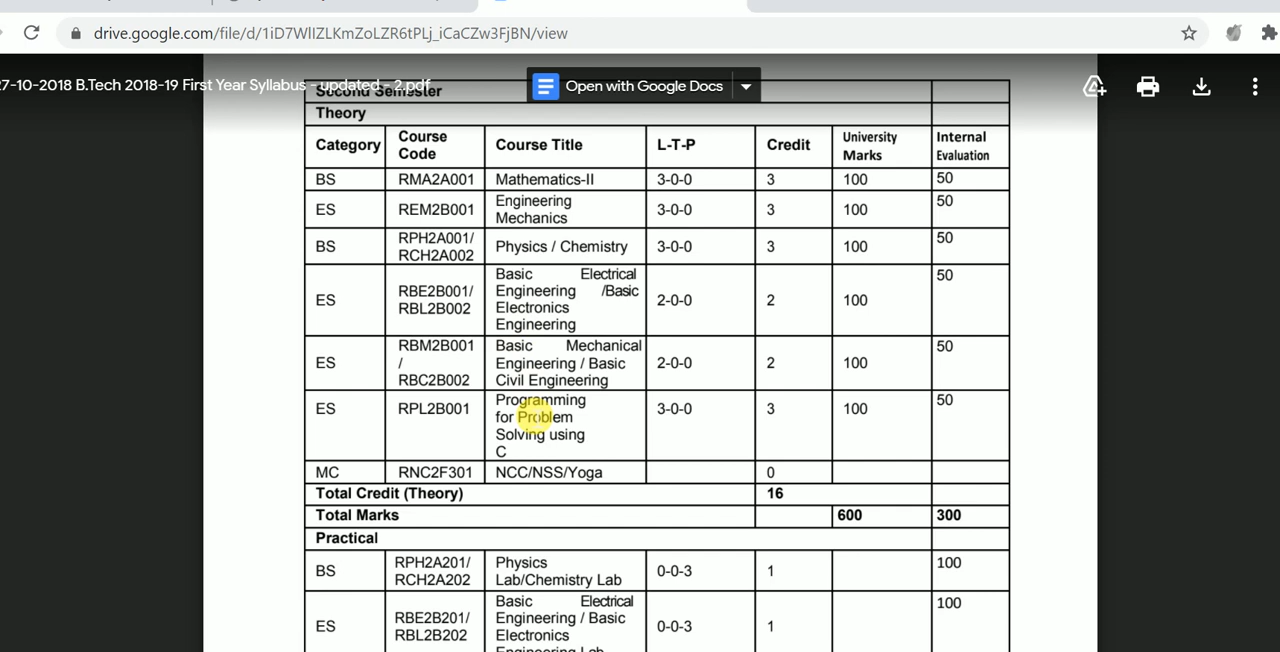 drive.google.com/file/d/1iD7WlIZLKmZoLZR6tPLj_iCaCZw3FjBN/view
27-10-2018 B.Tech 2018-19 First Year Syllabus - updated - 2.pdf
Open with Google Docs
Second Semester
Theory
Category Course Code Course Title L-T-P Credit University Marks Internal Evaluation
BS RMA2A001 Mathematics-II 3-0-0 3 100 50
ES REM2B001 Engineering Mechanics 3-0-0 3 100 50
BS RPH2A001/ RCH2A002 Physics / Chemistry 3-0-0 3 100 50
ES RBE2B001/ RBL2B002 Basic Electrical Engineering /Basic Electronics Engineering 2-0-0 2 100 50
ES RBM2B001 / RBC2B002 Basic Mechanical Engineering / Basic Civil Engineering 2-0-0 2 100 50
ES RPL2B001 Programming for Problem Solving using C 3-0-0 3 100 50
MC RNC2F301 NCC/NSS/Yoga 0
Total Credit (Theory) 16
Total Marks 600 300
Practical
BS RPH2A201/ RCH2A202 Physics Lab/Chemistry Lab 0-0-3 1 100
ES RBE2B201/ RBL2B202 Basic Electrical Engineering / Basic Electronics Engineering Lab 0-0-3 1 100